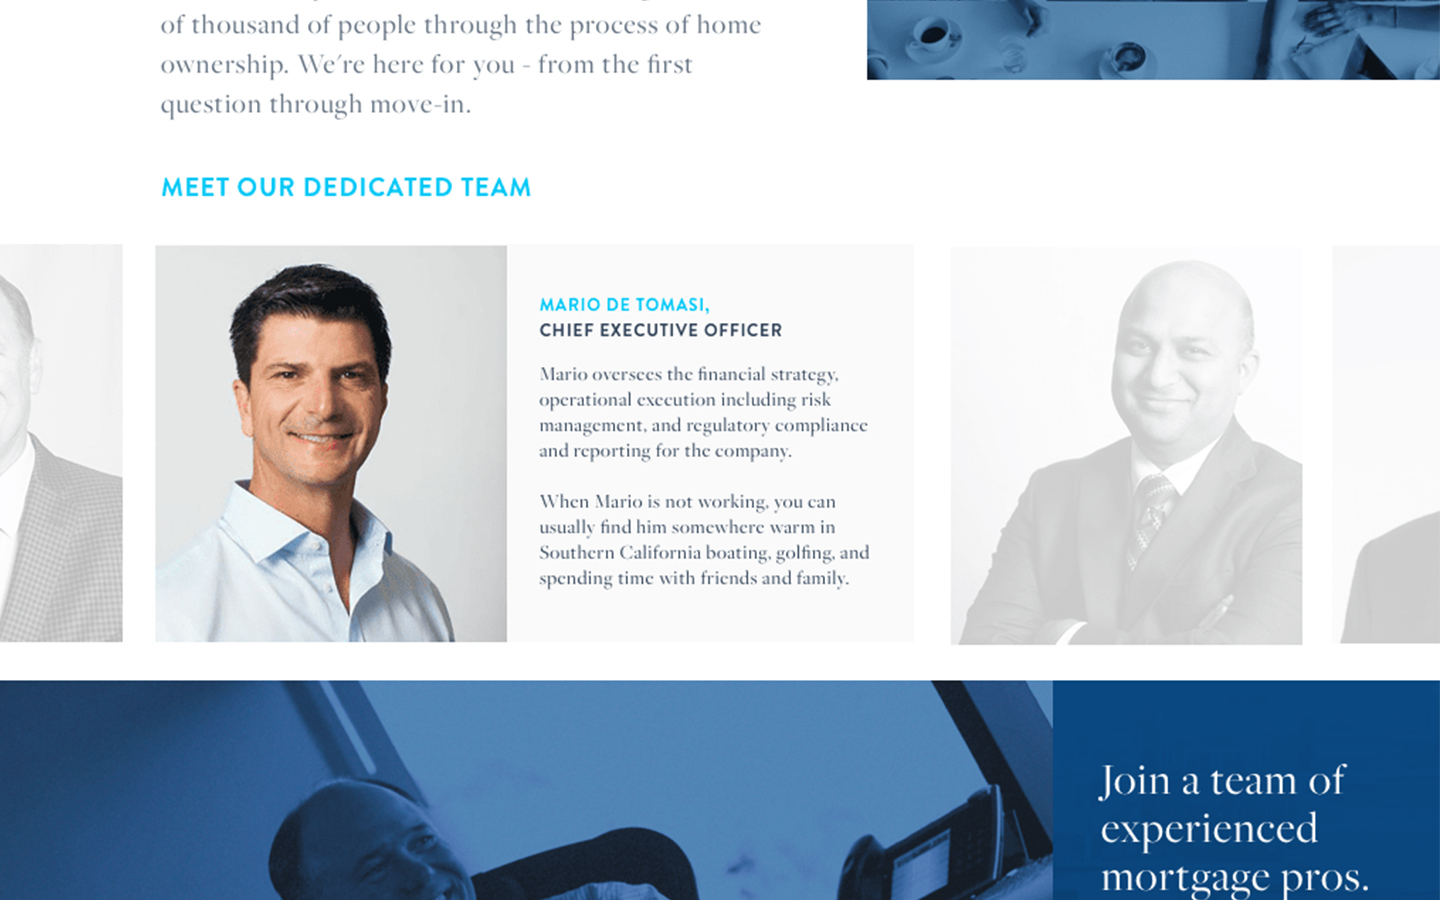 of thousand of people through the process of home
ownership. We're here for you - from the first
question through move-in.
MEET OUR DEDICATED TEAM
MARIO DE TOMASI,
CHIEF EXECUTIVE OFFICER
Mario oversees the financial strategy,
operational execution including risk
management, and regulatory compliance
and reporting for the company.
When Mario is not working, you can
usually find him somewhere warm in
Southern California boating, golfing, and
spending time with friends and family.
Join a team of
experienced
mortgage pros.